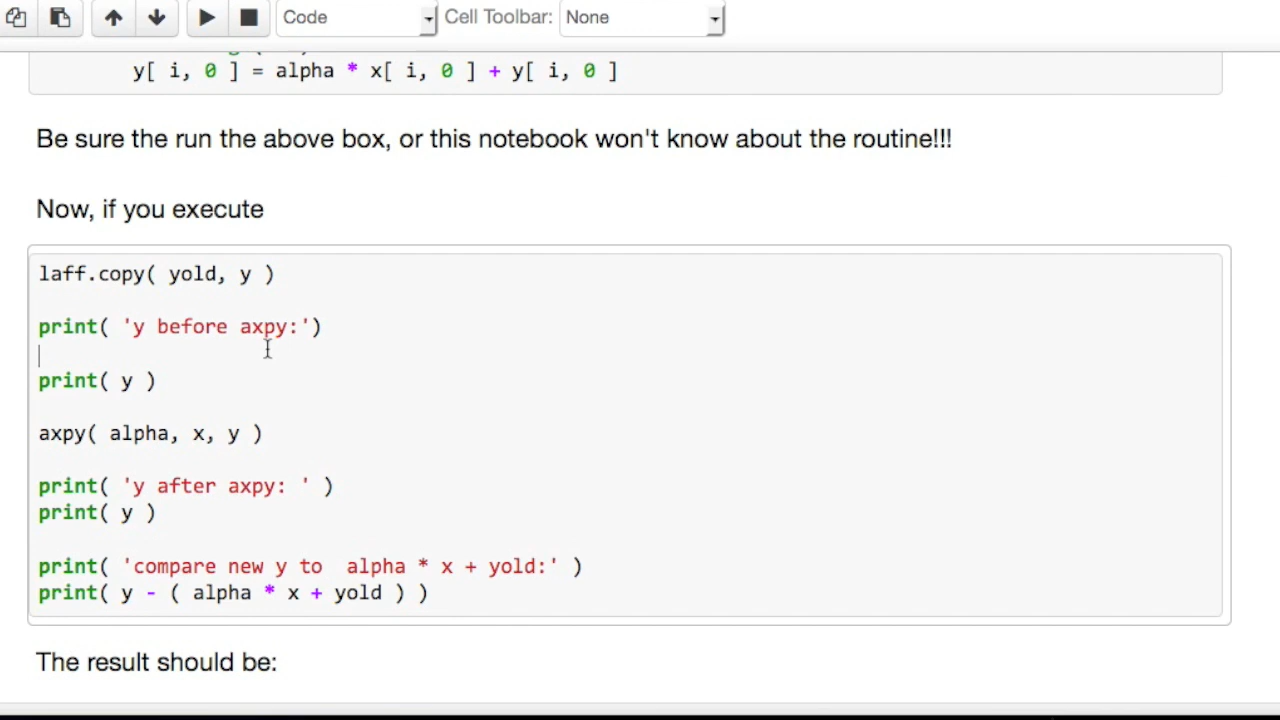 Code Cell Toolbar: None
y[ i, 0 ] = alpha * x[ i, 0 ] + y[ i, 0 ]
Be sure the run the above box, or this notebook won't know about the routine!!!
Now, if you execute
laff.copy( yold, y )
print( 'y before axpy:')
print( y )
axpy( alpha, x, y )
print( 'y after axpy: ' )
print( y )
print( 'compare new y to  alpha * x + yold:' )
print( y - ( alpha * x + yold ) )
The result should be: